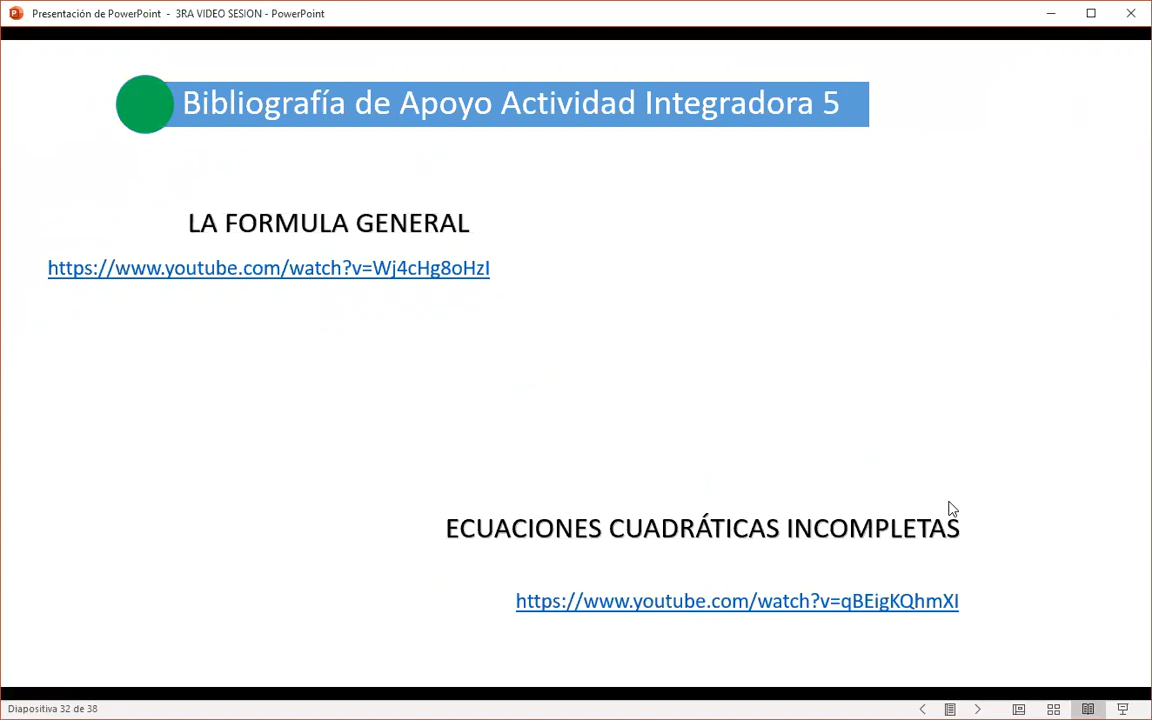 Presentación de PowerPoint - 3RA VIDEO SESION - PowerPoint
Bibliografía de Apoyo Actividad Integradora 5
LA FORMULA GENERAL
https://www.youtube.com/watch?v=Wj4cHg8oHzI
ECUACIONES CUADRÁTICAS INCOMPLETAS
https://www.youtube.com/watch?v=qBEigKQhmXI
Diapositiva 32 de 38